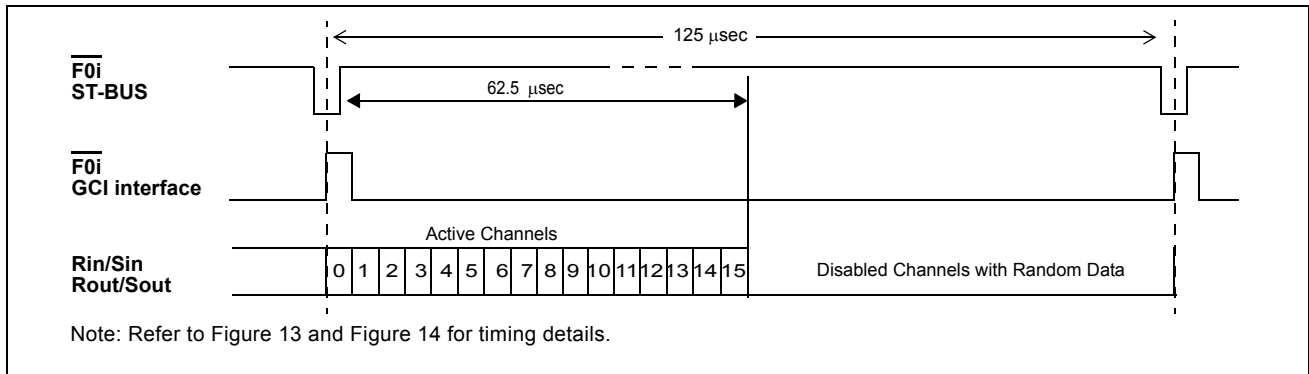 125 µsec
F0i
ST-BUS
62.5 µsec
F0i
GCI interface
Active Channels
Rin/Sin
Rout/Sout
0 1 2 3 4 5 6 7 8 9 10 11 12 13 14 15
Disabled Channels with Random Data
Note: Refer to Figure 13 and Figure 14 for timing details.